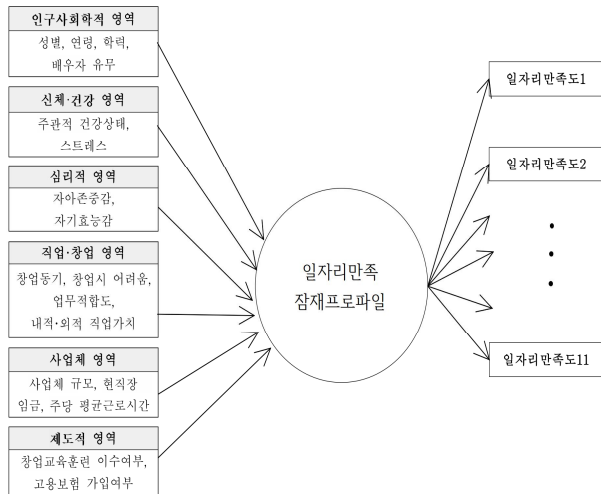 인구사회학적 영역
성별, 연령, 학력,
배우자 유무
신체·건강 영역
주관적 건강상태,
스트레스
심리적 영역
자아존중감,
자기효능감
직업·창업 영역
창업동기, 창업시 어려움,
업무적합도,
내적·외적 직업가치
사업체 영역
사업체 규모, 현직장
임금, 주당 평균근로시간
제도적 영역
창업교육훈련 이수여부,
고용보험 가입여부
일자리만족
잠재프로파일
일자리만족도1
일자리만족도2
일자리만족도11